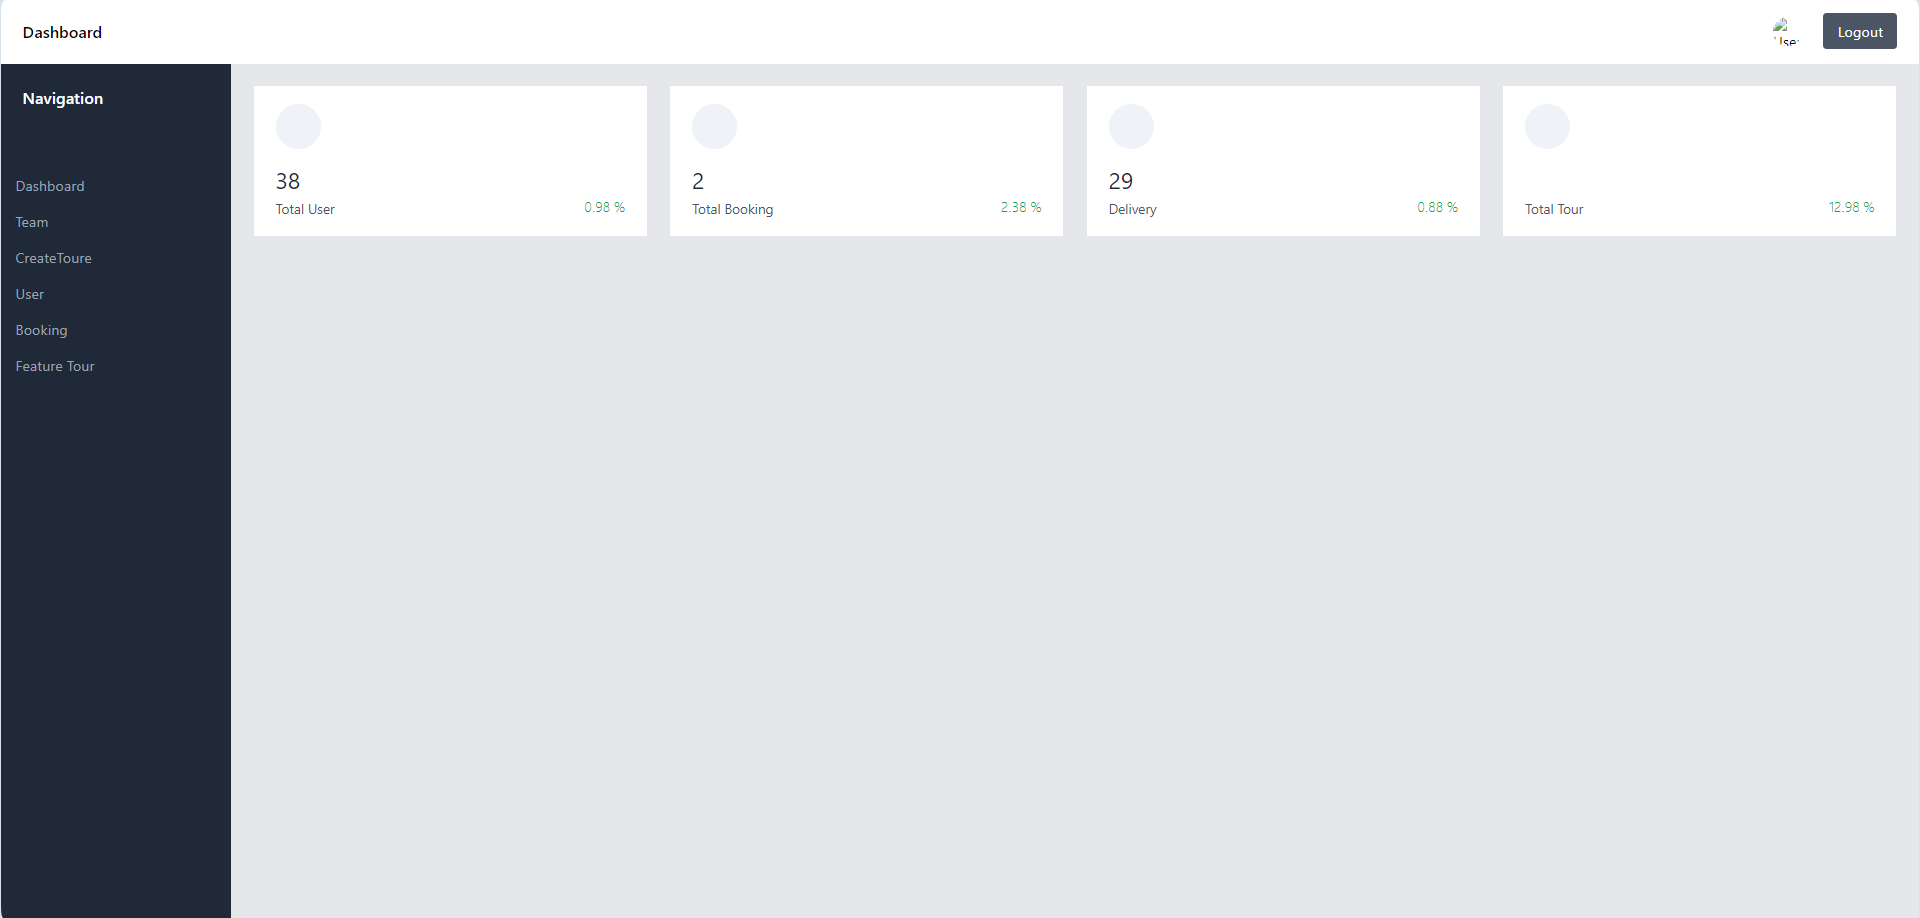 Dashboard
Logout
Navigation
Dashboard
Team
CreateToure
User
Booking
Feature Tour
38
Total User
0.98 %
2
Total Booking
2.38 %
29
Delivery
0.88 %
Total Tour
12.98 %